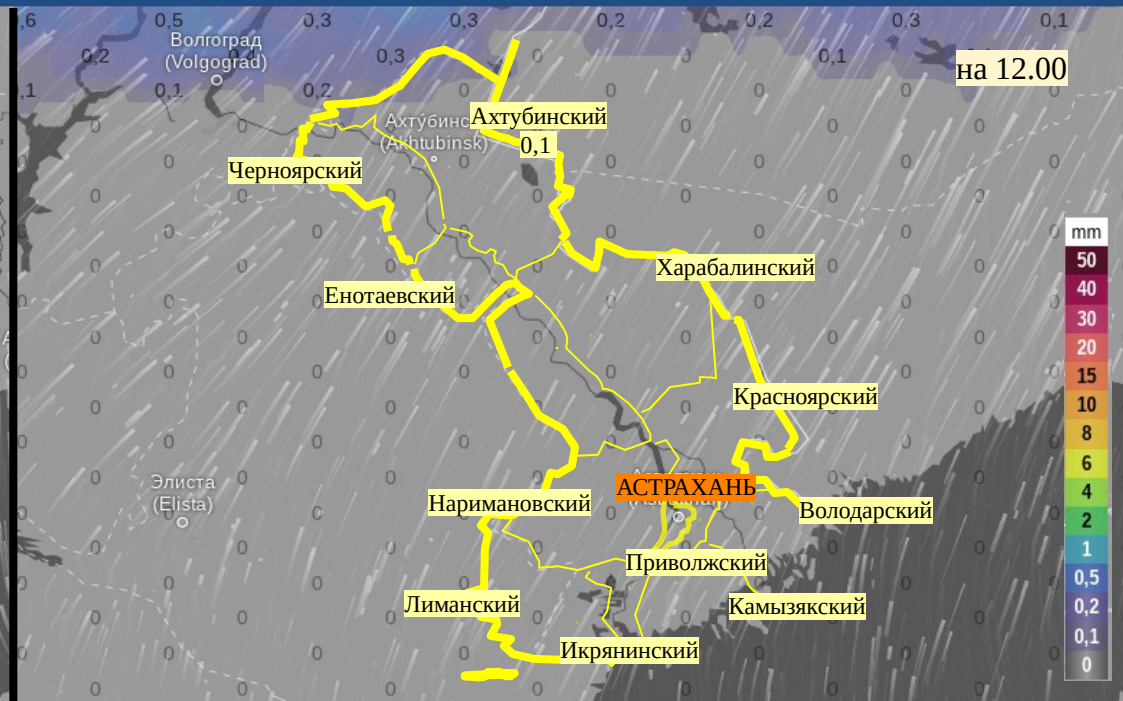 ,6 0,5 0,3 0,3 0,2 0,2 0,3 0,1
Волгоград
(Volgograd)
0,2 0,4 0,3 0,1
на 12.00
,1 0,1 0,2
Ахтубинский
(Akhtubinsk)
0,1
Черноярский
Харабалинский
Енотаевский
Красноярский
Элиста
(Elista)
АСТРАХАНЬ
Наримановский
Володарский
Приволжский
Лиманский
Камызякский
Икрянинский
mm
50
40
30
20
15
10
8
6
4
2
1
0,5
0,2
0,1
0